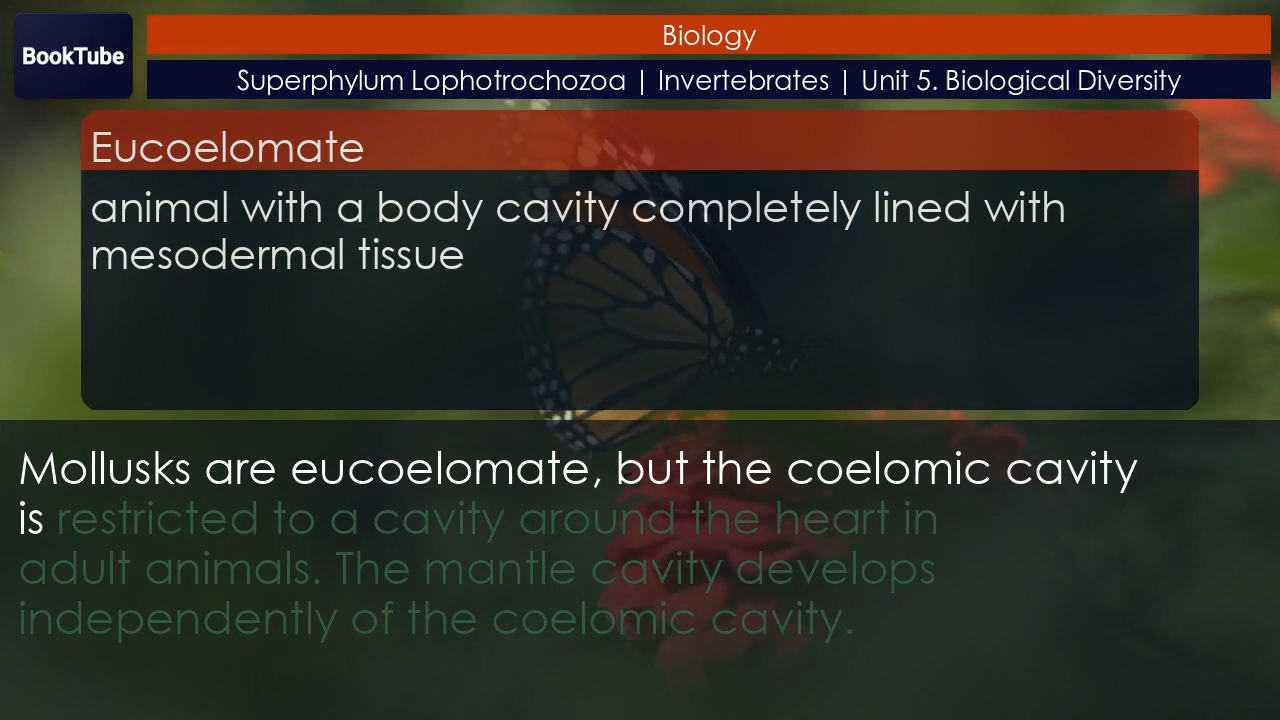 BookTube
Biology
Superphylum Lophotrochozoa | Invertebrates | Unit 5. Biological Diversity
Eucoelomate
animal with a body cavity completely lined with
mesodermal tissue
Mollusks are eucoelomate, but the coelomic cavity
is restricted to a cavity around the heart in
adult animals. The mantle cavity develops
independently of the coelomic cavity.